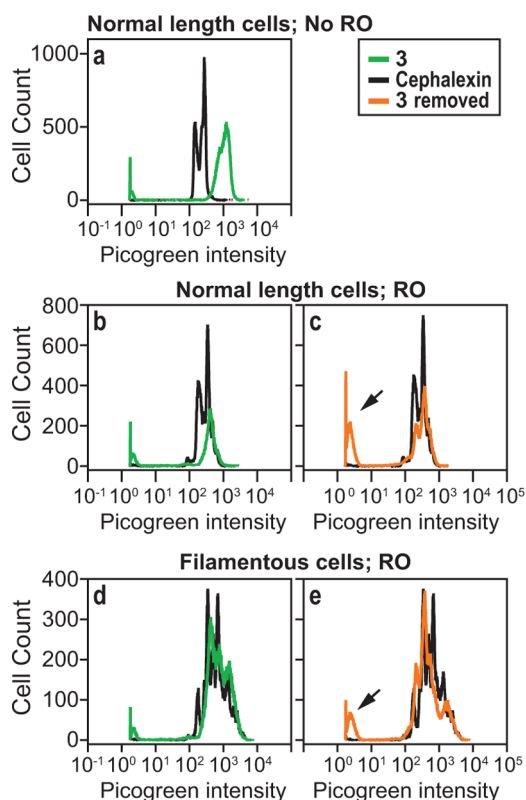 Normal length cells; No RO
a
3
Cephalexin
3 removed
1000
500
0
Cell Count
10-1 100 102 103 104
Picogreen intensity
Normal length cells; RO
b
c
800
600
400
200
0
Cell Count
10-1 100 101 102 103 104
100 101 102 103 104 105
Picogreen intensity
Picogreen intensity
Filamentous cells; RO
d
e
400
300
200
100
0
Cell Count
10-1 100 101 102 103 104
100 101 102 103 104 105
Picogreen intensity
Picogreen intensity